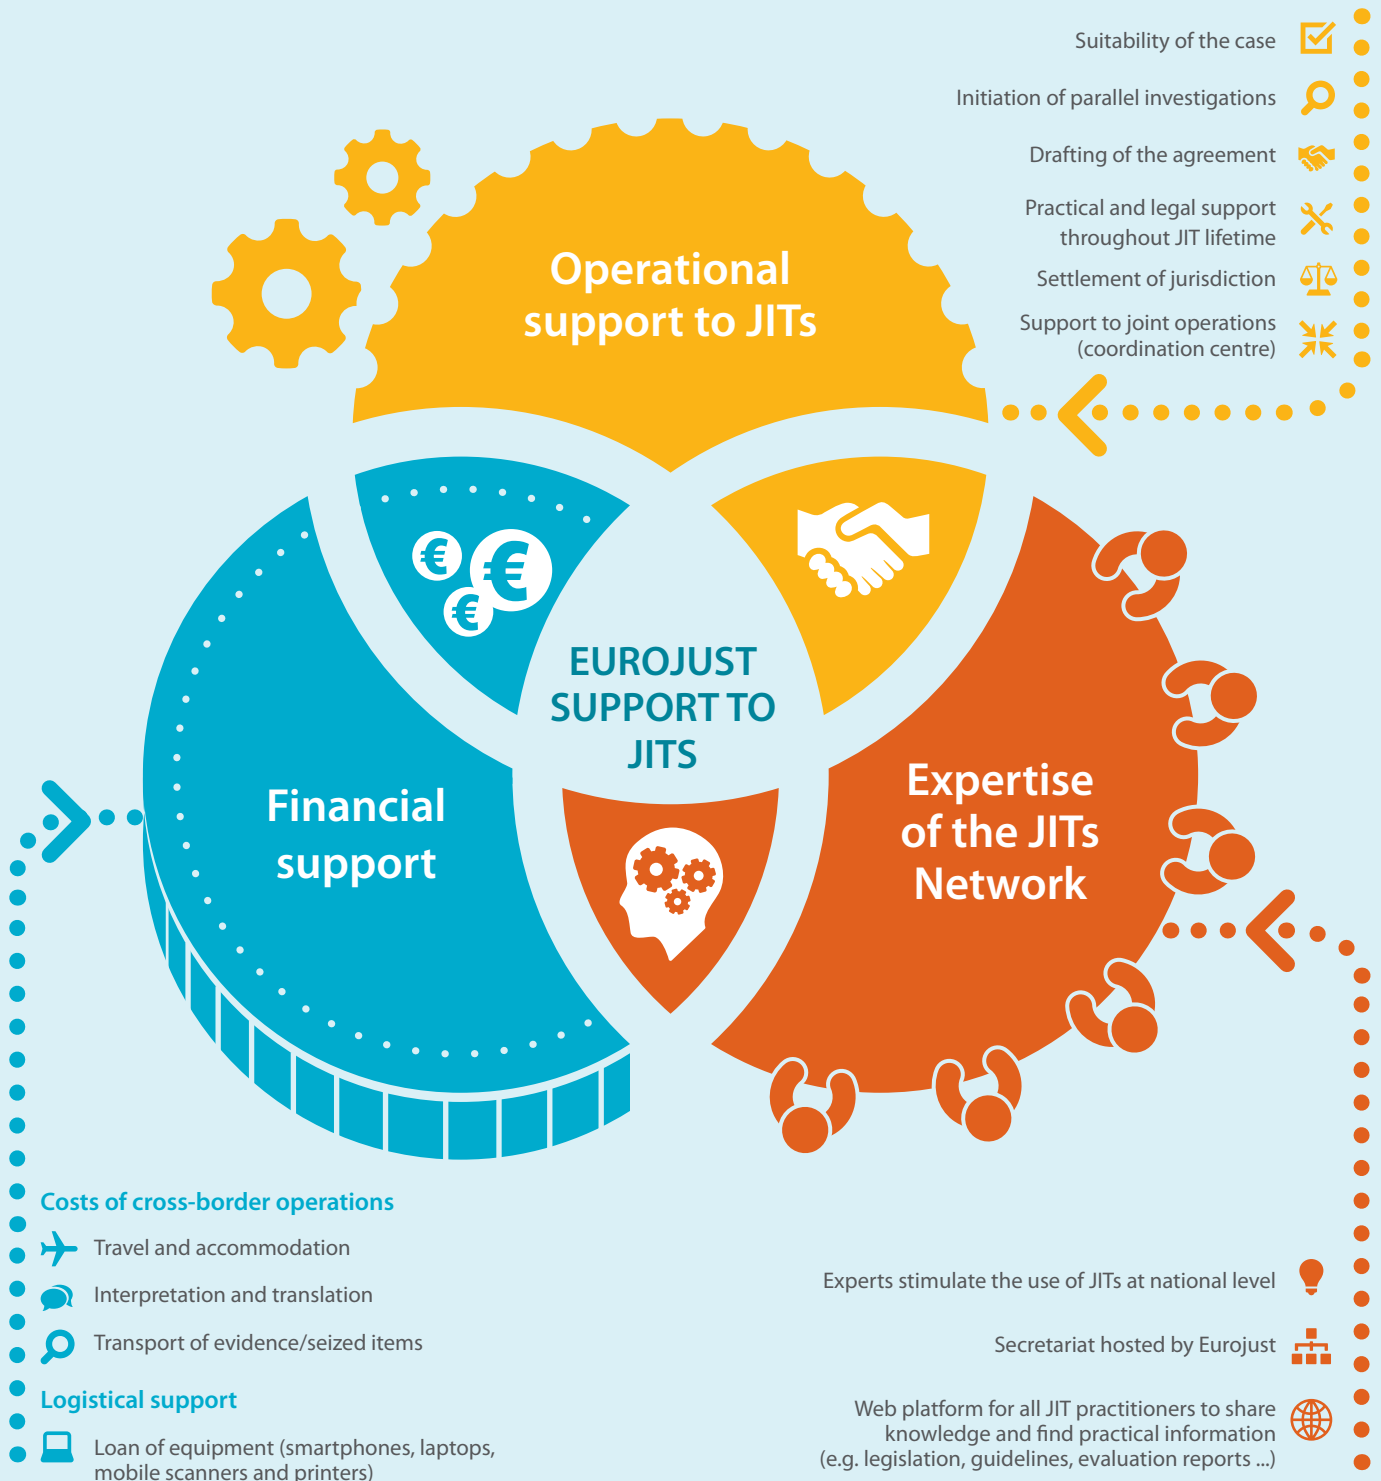 Suitability of the case
Initiation of parallel investigations
Drafting of the agreement
Practical and legal support
throughout JIT lifetime
Settlement of jurisdiction
Support to joint operations
(coordination centre)
Operational
support to JITs
€
€
€
EUROJUST
SUPPORT TO
JITS
Financial
support
Expertise
of the JITs
Network
Costs of cross-border operations
Travel and accommodation
Interpretation and translation
Transport of evidence/seized items
Logistical support
Loan of equipment (smartphones, laptops,
mobile scanners and printers)
Experts stimulate the use of JITs at national level
Secretariat hosted by Eurojust
Web platform for all JIT practitioners to share
knowledge and find practical information
(e.g. legislation, guidelines, evaluation reports ...)